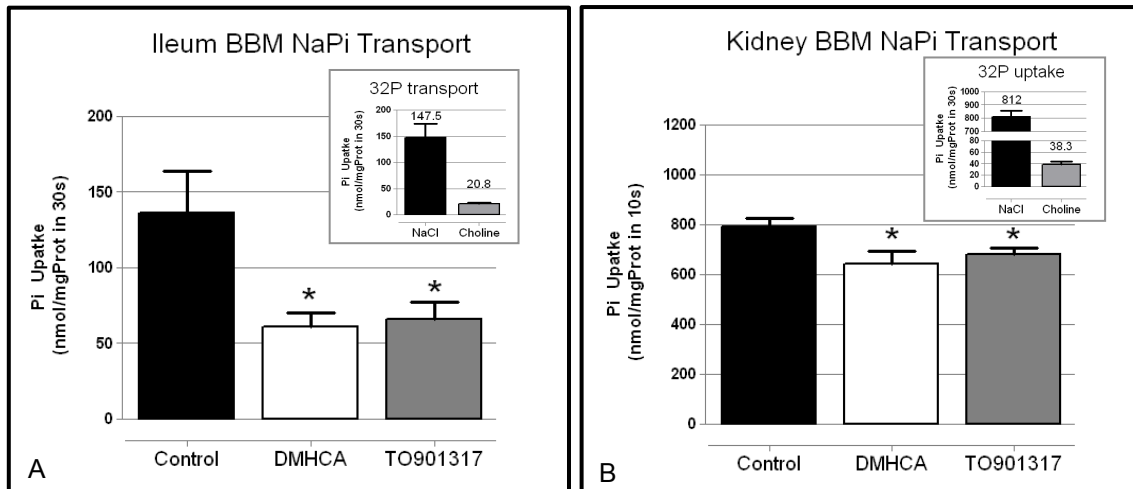 Ileum BBM NaPi Transport
Pi Upatke
(nmol/mgProt in 30s)
200
150
100
50
0
32P transport
Pi Upatke
(nmol/mgProt in 30s)
200
150
100
50
0
147.5
20.8
NaCl Choline
*
*
Control DMHCA TO901317
A
Kidney BBM NaPi Transport
Pi Upatke
(nmol/mgProt in 10s)
1200
1000
800
600
400
200
0
32P uptake
Pi Upatke
(nmol/mgProt in 30s)
1000
900
800
700
80
60
40
20
0
812
38.3
NaCl Choline
*
*
Control DMHCA TO901317
B